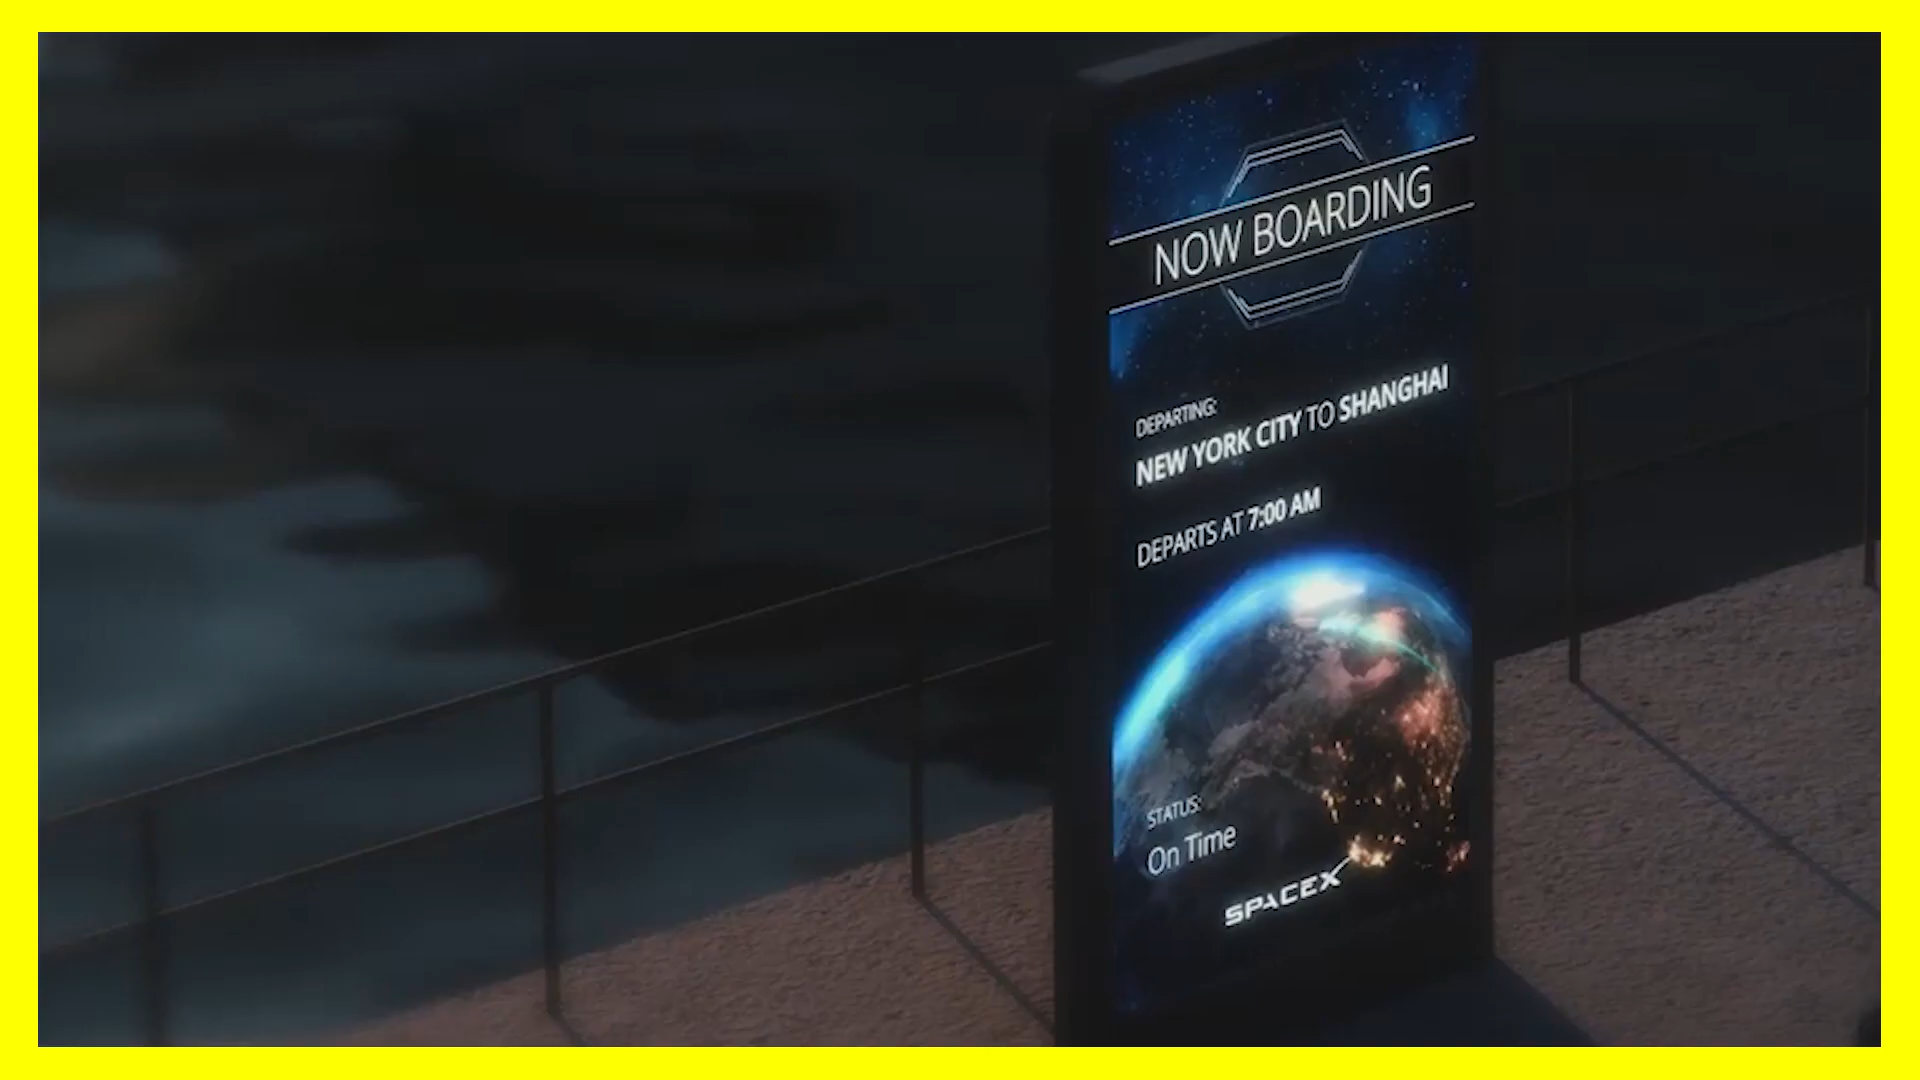 NOW BOARDING
DEPARTING:
NEW YORK CITY TO SHANGHAI
DEPARTS AT 7:00 AM
STATUS:
On Time
SPACEX